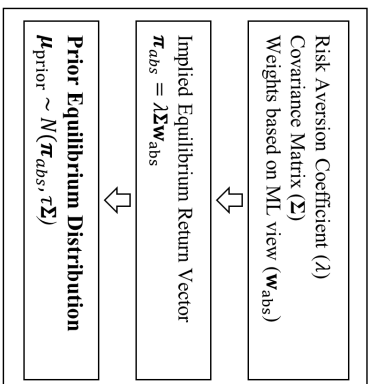 Risk Aversion Coefficient (λ)
Covariance Matrix (Σ)
Weights based on ML view (w_abs)
Implied Equilibrium Return Vector
π_abs = λΣw_abs
Prior Equilibrium Distribution
μ_prior ~ N(π_abs, τΣ)